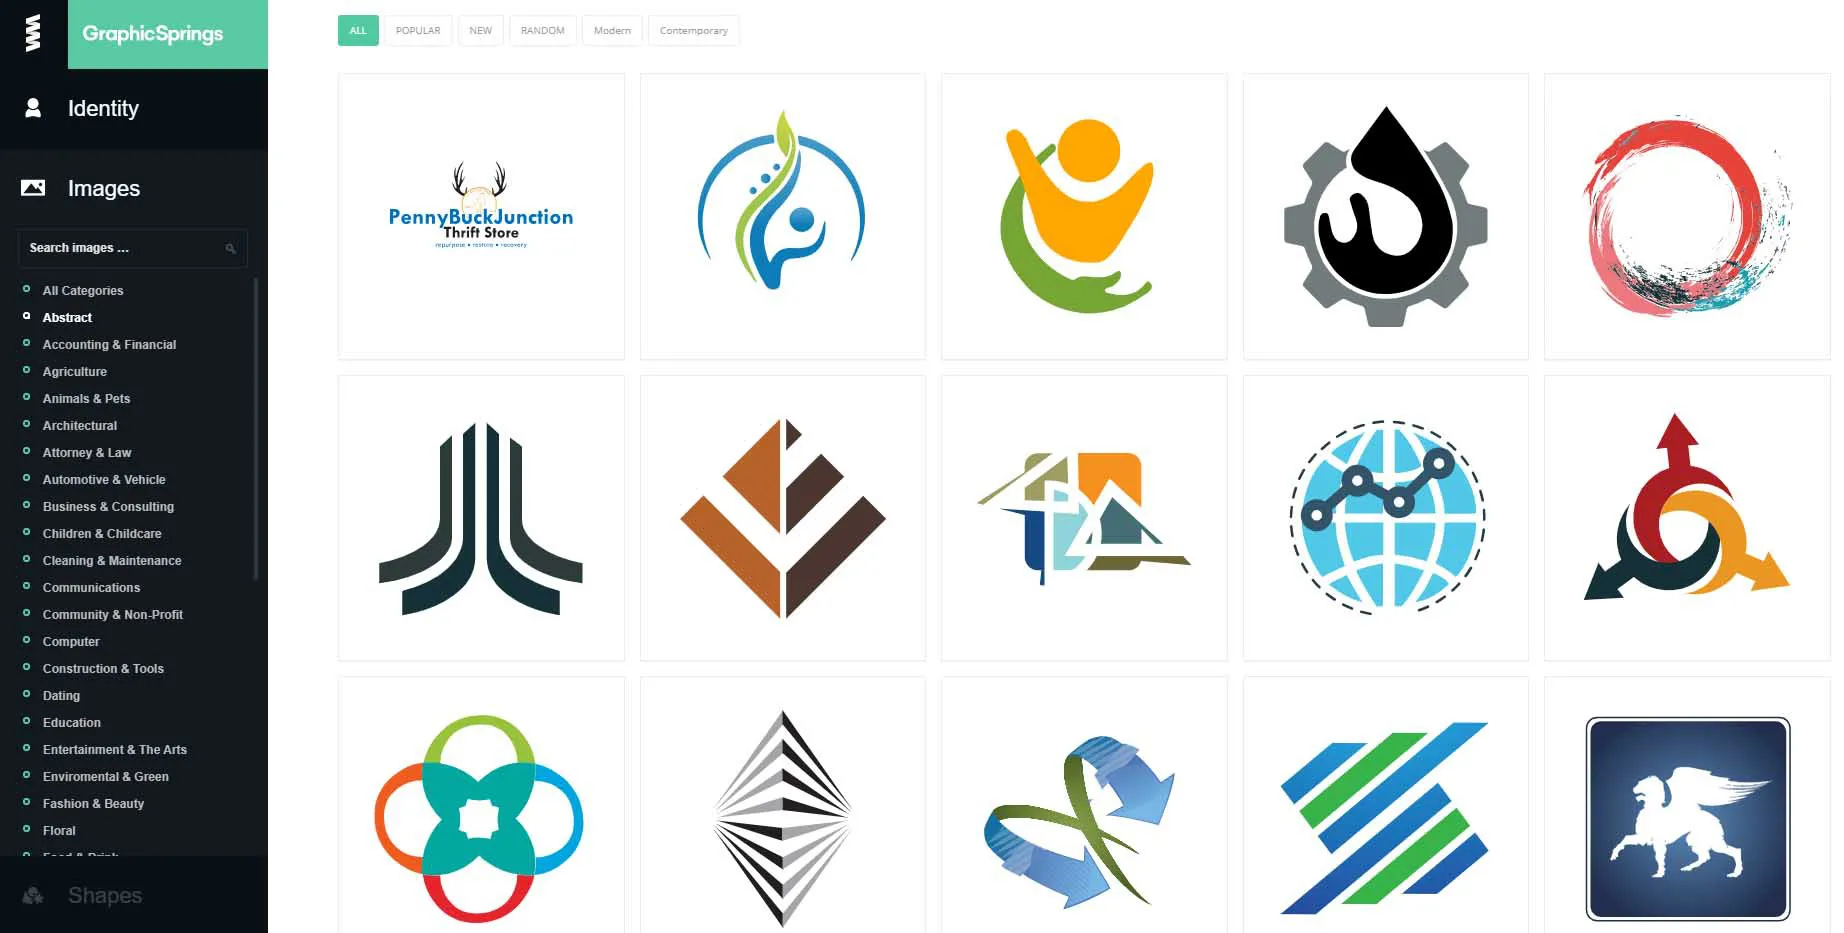 GraphicSprings
Identity
Images
Search images ...
All Categories
Abstract
Accounting & Financial
Agriculture
Animals & Pets
Architectural
Attorney & Law
Automotive & Vehicle
Business & Consulting
Children & Childcare
Cleaning & Maintenance
Communications
Community & Non-Profit
Computer
Construction & Tools
Dating
Education
Entertainment & The Arts
Enviromental & Green
Fashion & Beauty
Floral
Food & Drink
Shapes
ALL POPULAR NEW RANDOM Modern Contemporary
PennyBuckJunction
Thrift Store
repurpose • restore • recovery